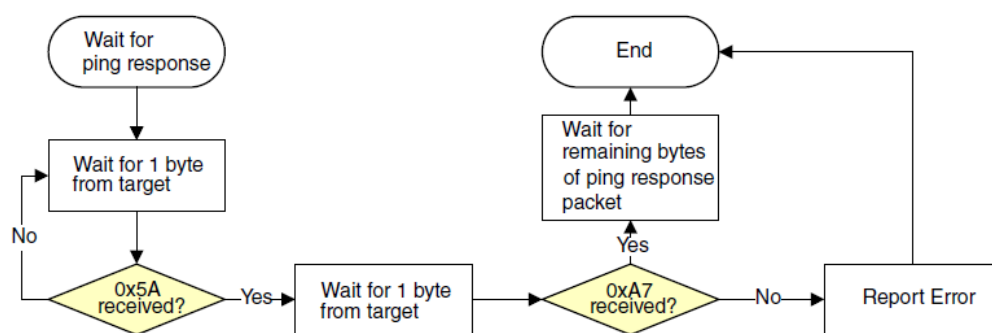 Wait for
ping response
Wait for 1 byte
from target
No
0x5A
received?
Yes
Wait for 1 byte
from target
0xA7
received?
Yes
Wait for
remaining bytes
of ping response
packet
End
No
Report Error